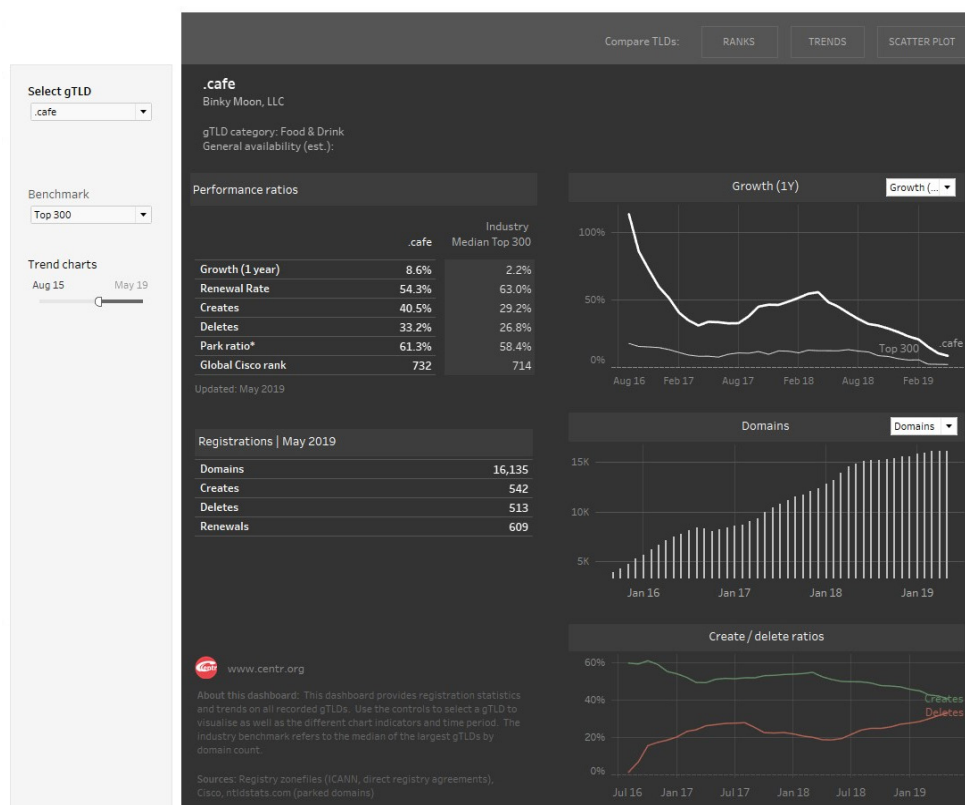 Compare TLDs: RANKS TRENDS SCATTER PLOT
Select gTLD
.cafe
Benchmark
Top 300
Trend charts
Aug 15 May 19
.cafe
Binky Moon, LLC
gTLD category: Food & Drink
General availability (est.):
Performance ratios
.cafe Industry Median Top 300
Growth (1 year) 8.6% 2.2%
Renewal Rate 54.3% 63.0%
Creates 40.5% 29.2%
Deletes 33.2% 26.8%
Park ratio* 61.3% 58.4%
Global Cisco rank 732 714
Updated: May 2019
Registrations | May 2019
Domains 16,135
Creates 542
Deletes 513
Renewals 609
centr
www.centr.org
About this dashboard: This dashboard provides registration statistics
and trends on all recorded gTLDs. Use the controls to select a gTLD to
visualise as well as the different chart indicators and time period. The
industry benchmark refers to the median of the largest gTLDs by
domain count.
Sources: Registry zonefiles (ICANN, direct registry agreements),
Cisco, ntldstats.com (parked domains)
Growth (1Y)
Growth (...
100%
50%
0%
Top 300 .cafe
Aug 16 Feb 17 Aug 17 Feb 18 Aug 18 Feb 19
Domains
Domains
15K
10K
5K
Jan 16 Jan 17 Jan 18 Jan 19
Create / delete ratios
60%
40%
20%
0%
Creates
Deletes
Jul 16 Jan 17 Jul 17 Jan 18 Jul 18 Jan 19